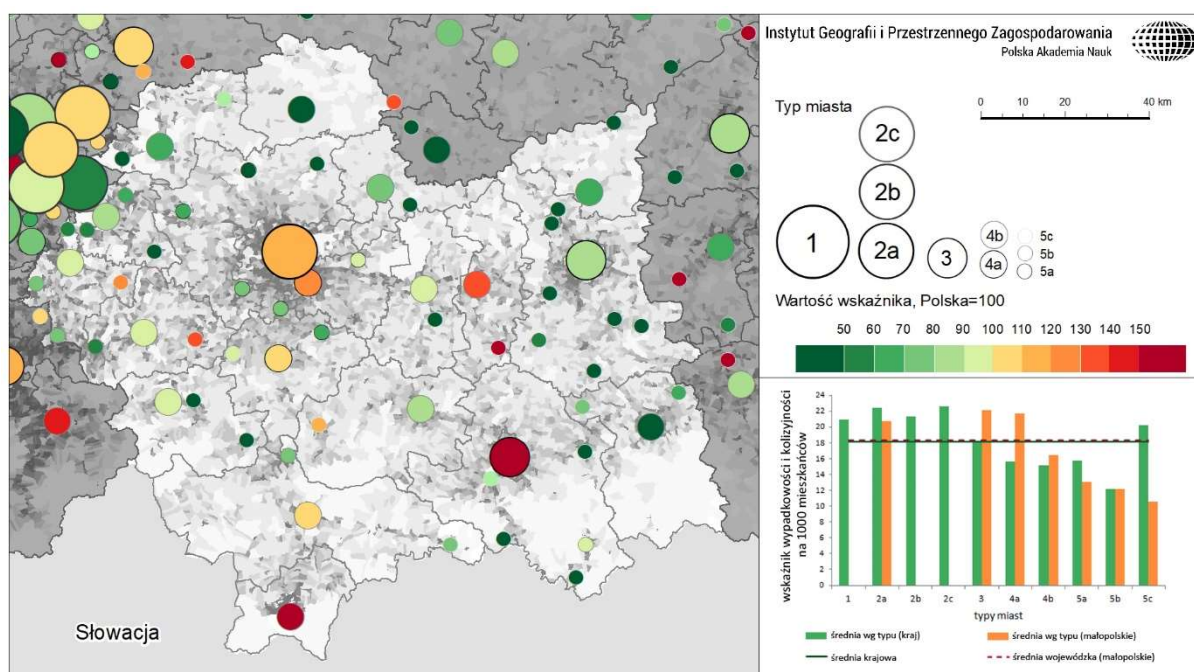 Instytut Geografii i Przestrzennego Zagospodarowania
Polska Akademia Nauk
Typ miasta
0 10 20 40 km
2c
2b
1
2a
3
4b
4a
5c
5b
5a
Wartość wskaźnika, Polska=100
50 60 70 80 90 100 110 120 130 140 150
wskaźnik wypadkowości i kolizyjności
na 1000 mieszkańców
24
22
20
18
16
14
12
10
8
6
4
2
0
1 2a 2b 2c 3 4a 4b 5a 5b 5c
typy miast
średnia wg typu (kraj)
średnia wg typu (małopolskie)
średnia krajowa
średnia wojewódzka (małopolskie)
Słowacja